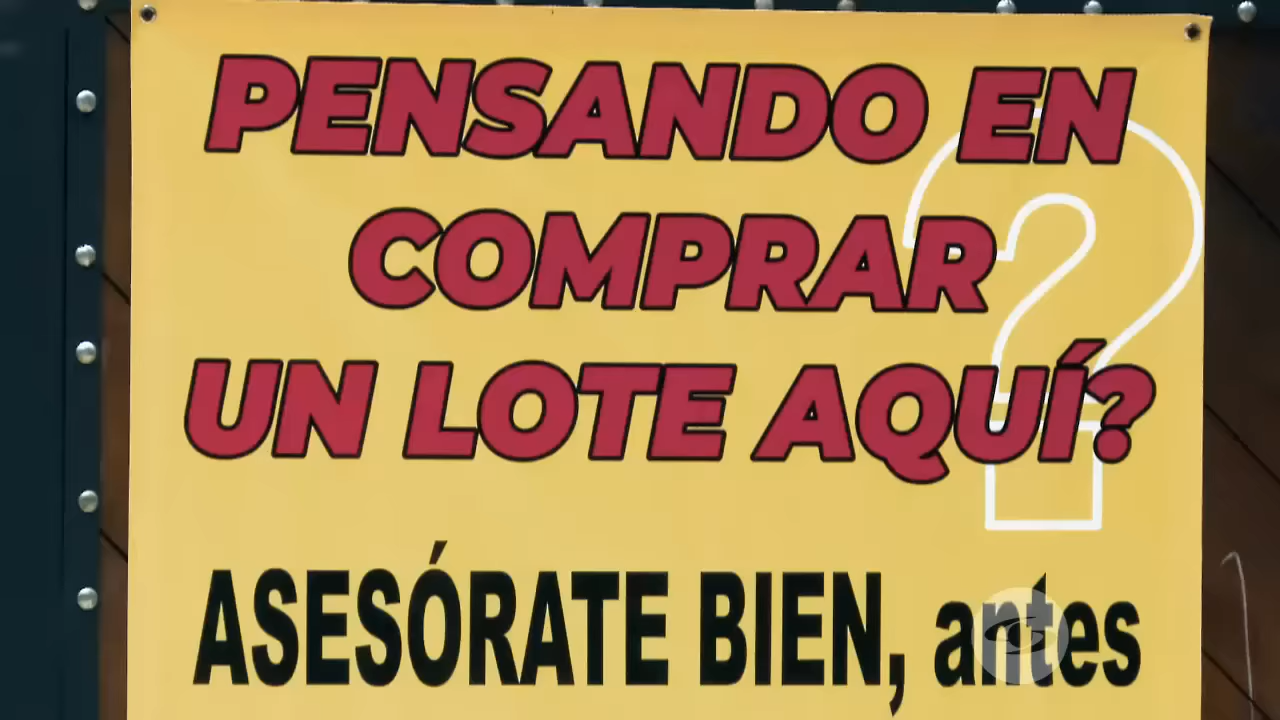 PENSANDO EN
COMPRAR
UN LOTE AQUÍ?
ASESÓRATE BIEN, antes